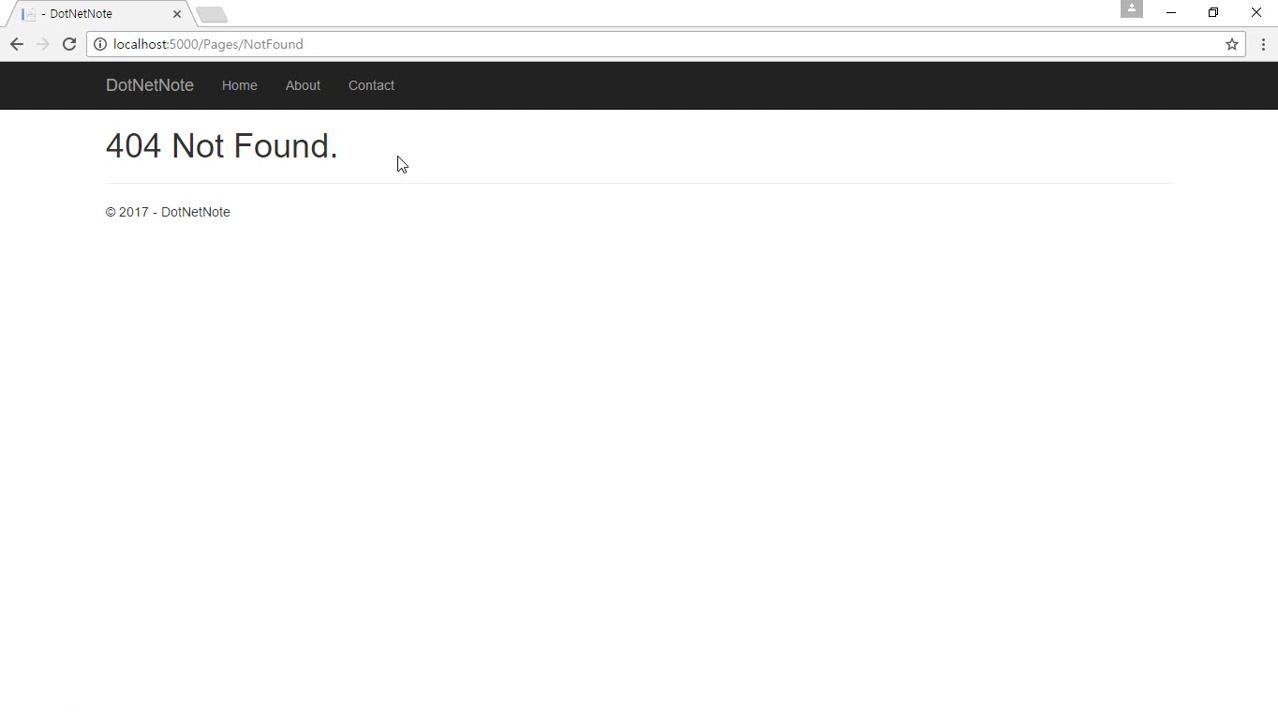 - DotNetNote
localhost:5000/Pages/NotFound
DotNetNote Home About Contact
404 Not Found.
© 2017 - DotNetNote